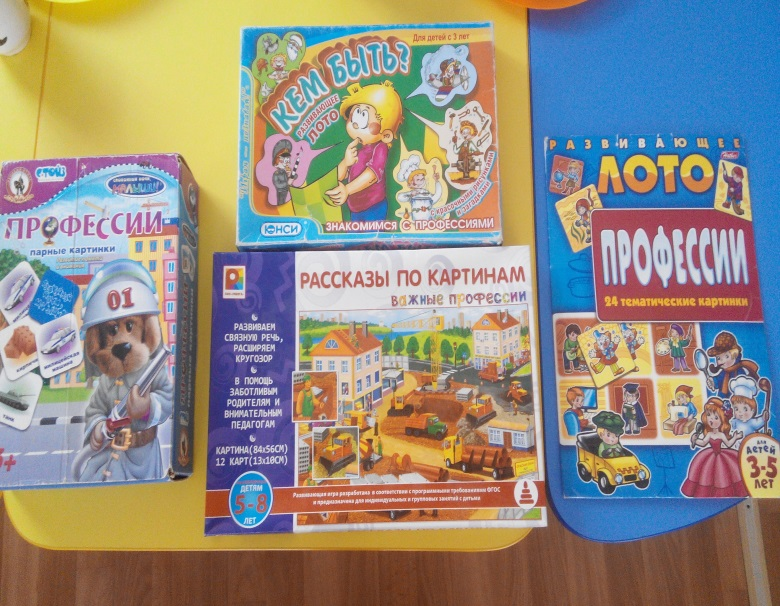 Для детей с 3 лет
КЕМ БЫТЬ?
РАЗВИВАЮЩЕЕ
ЛОТО
ЮНСИ
ЗНАКОМИМСЯ С ПРОФЕССИЯМИ
СТЕЛЛ
ПРОФЕССИИ
парные картинки
01
РАССКАЗЫ ПО КАРТИНАМ
важные профессии
РАЗВИВАЕМ
СВЯЗНУЮ РЕЧЬ,
РАСШИРЯЕМ
КРУГОЗОР
В ПОМОЩЬ
ЗАБОТЛИВЫМ
РОДИТЕЛЯМ И
ВНИМАТЕЛЬНЫМ
ПЕДАГОГАМ
КАРТИНА(84х56СМ)
12 КАРТ(13х18СМ)
ДЕТЯМ
5-8
ЛЕТ
Развивающая игра разработана в соответствии с программными требованиями ФГОС
и предназначена для индивидуальных и групповых занятий с детьми
РАЗВИВАЮЩЕЕ
ЛОТО
ПРОФЕССИИ
24 тематические картинки
для
детей
3-5
лет